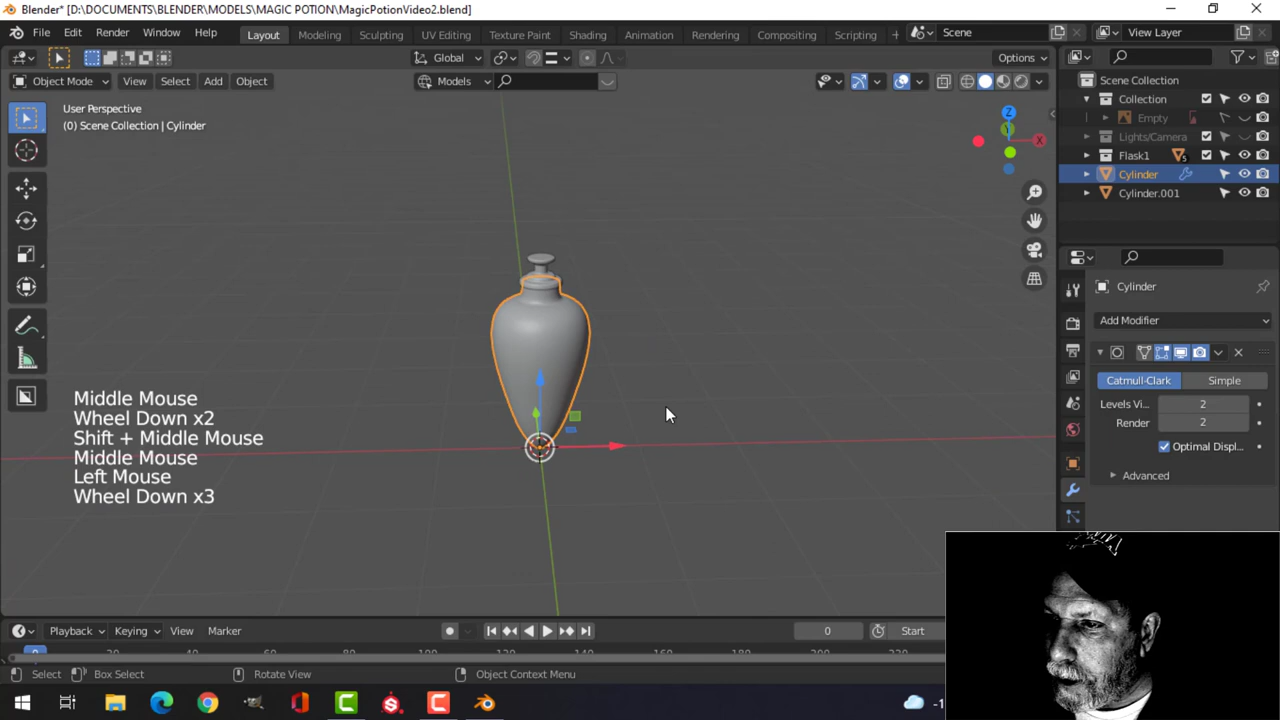 Blender* [D:\DOCUMENTS\BLENDER\MODELS\MAGIC POTION\MagicPotionVideo2.blend]
File Edit Render Window Help Layout Modeling Sculpting UV Editing Texture Paint Shading Animation Rendering Compositing Scripting + Scene View Layer
Global Options
Object Mode View Select Add Object Models
User Perspective
(0) Scene Collection | Cylinder
Z
Y
X
Middle Mouse
Wheel Down x2
Shift + Middle Mouse
Middle Mouse
Left Mouse
Wheel Down x3
Scene Collection
Collection
Empty
Lights/Camera
Flask1 5
Cylinder
Cylinder.001
Cylinder
Add Modifier
Catmull-Clark Simple
Levels Vi... 2
Render 2
Optimal Displ...
Advanced
Playback Keying View Marker 0 Start
0
Select Box Select Rotate View Object Context Menu
-1